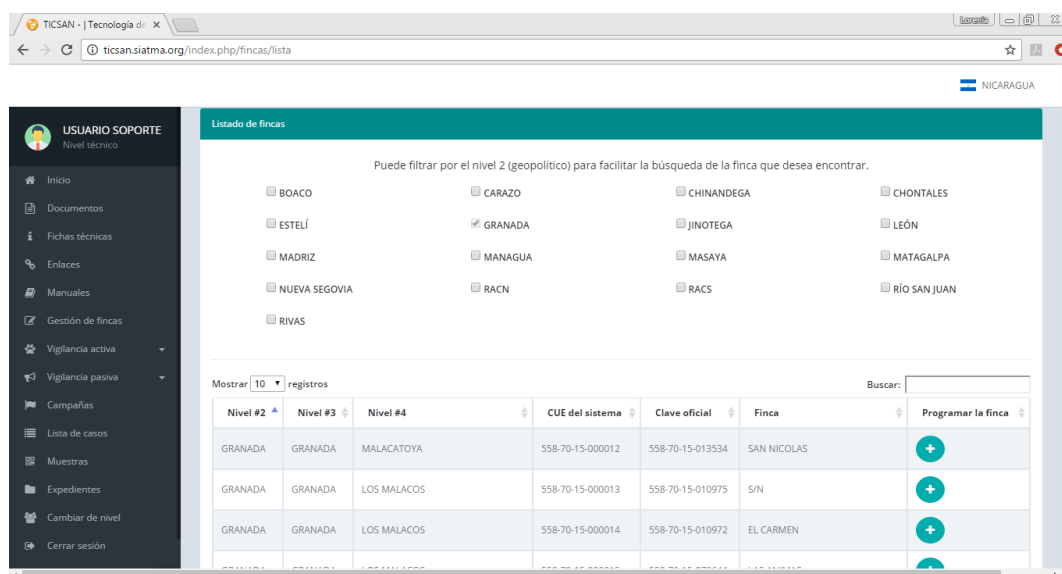 TICSAN - | Tecnología de
Lorenia
ticsan.siatma.org/index.php/fincas/lista
NICARAGUA
USUARIO SOPORTE
Nivel técnico
Inicio
Documentos
Fichas técnicas
Enlaces
Manuales
Gestión de fincas
Vigilancia activa
Vigilancia pasiva
Campañas
Lista de casos
Muestras
Expedientes
Cambiar de nivel
Cerrar sesión
Listado de fincas
Puede filtrar por el nivel 2 (geopolítico) para facilitar la búsqueda de la finca que desea encontrar.
BOACO CARAZO CHINANDEGA CHONTALES
ESTELÍ GRANADA JINOTEGA LEÓN
MADRIZ MANAGUA MASAYA MATAGALPA
NUEVA SEGOVIA RACN RACS RÍO SAN JUAN
RIVAS
Mostrar 10 registros Buscar:
Nivel #2 Nivel #3 Nivel #4 CUE del sistema Clave oficial Finca Programar la finca
GRANADA GRANADA MALACATOYA 558-70-15-000012 558-70-15-013534 SAN NICOLAS
GRANADA GRANADA LOS MALACOS 558-70-15-000013 558-70-15-010975 S/N
GRANADA GRANADA LOS MALACOS 558-70-15-000014 558-70-15-010972 EL CARMEN